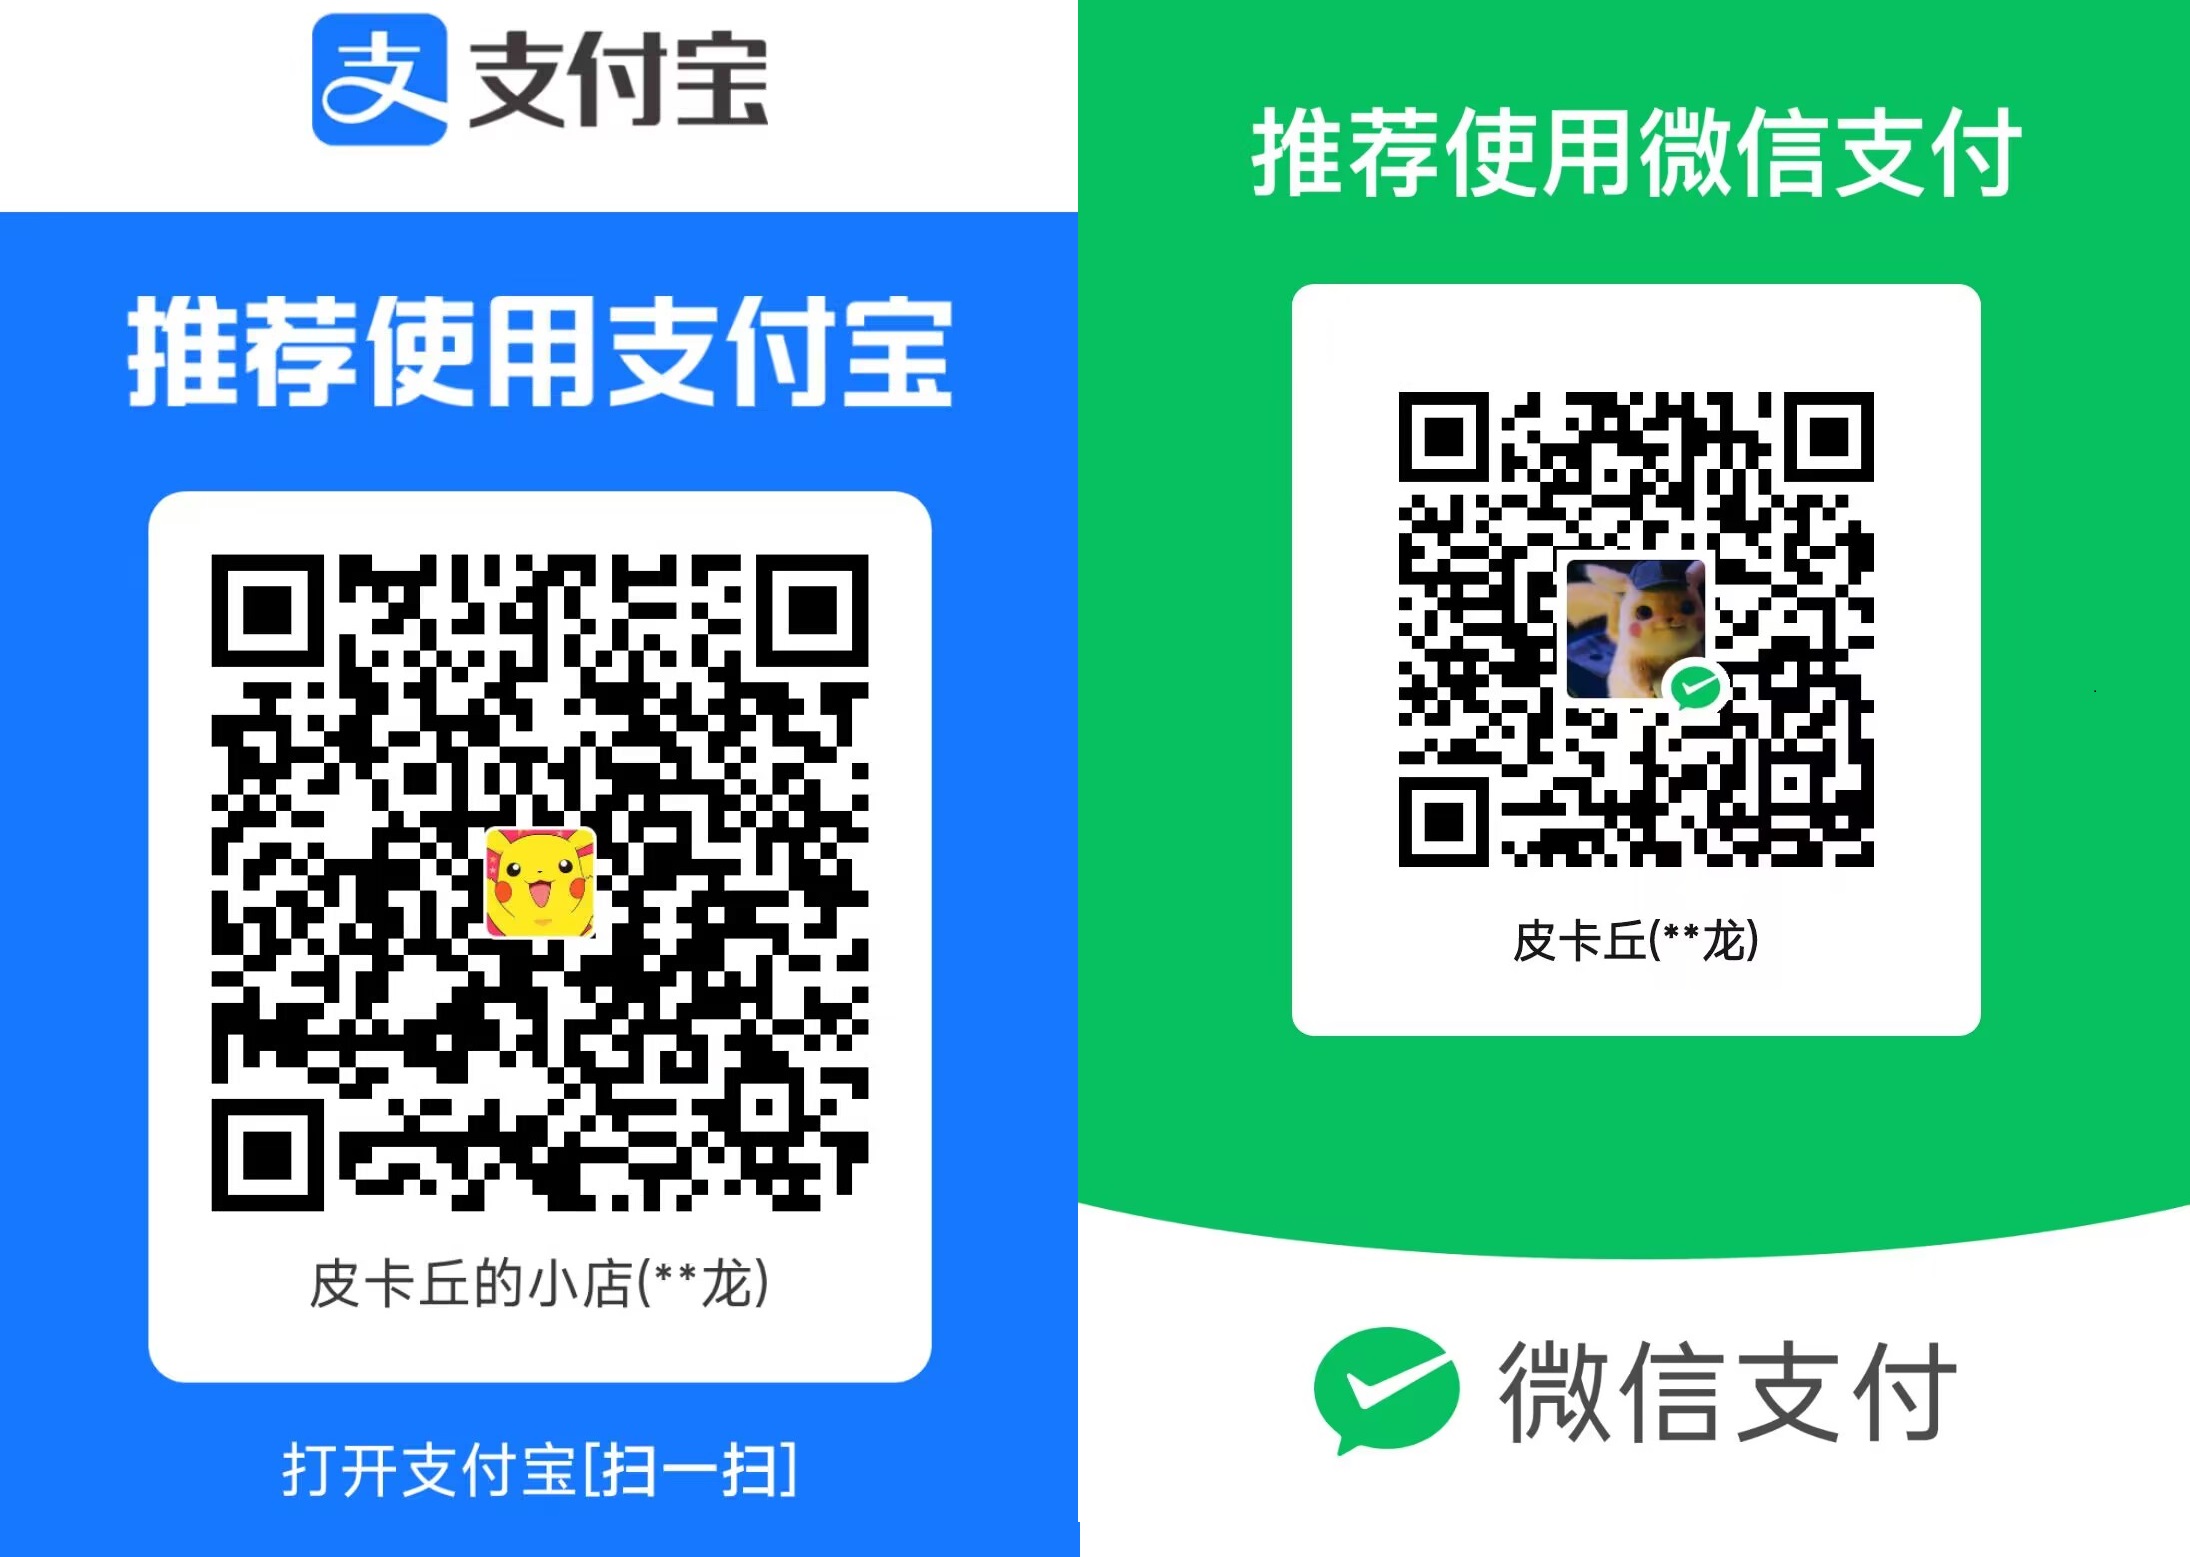 支 支付宝
推荐使用支付宝
皮卡丘的小店(**龙)
打开支付宝[扫一扫]
推荐使用微信支付
皮卡丘(**龙)
微信支付